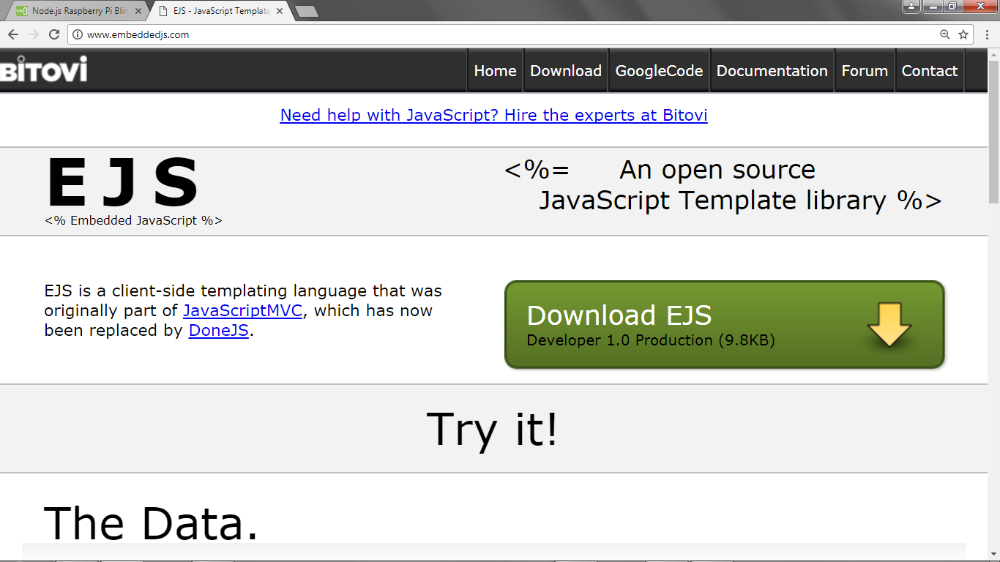 Node.js Raspberry Pi Blin
EJS - JavaScript Template
www.embeddedjs.com
BiTOVi
Home Download GoogleCode Documentation Forum Contact
Need help with JavaScript? Hire the experts at Bitovi
EJS
<% Embedded JavaScript %>
<%= An open source
JavaScript Template library %>
EJS is a client-side templating language that was
originally part of JavaScriptMVC, which has now
been replaced by DoneJS.
Download EJS
Developer 1.0 Production (9.8KB)
Try it!
The Data.